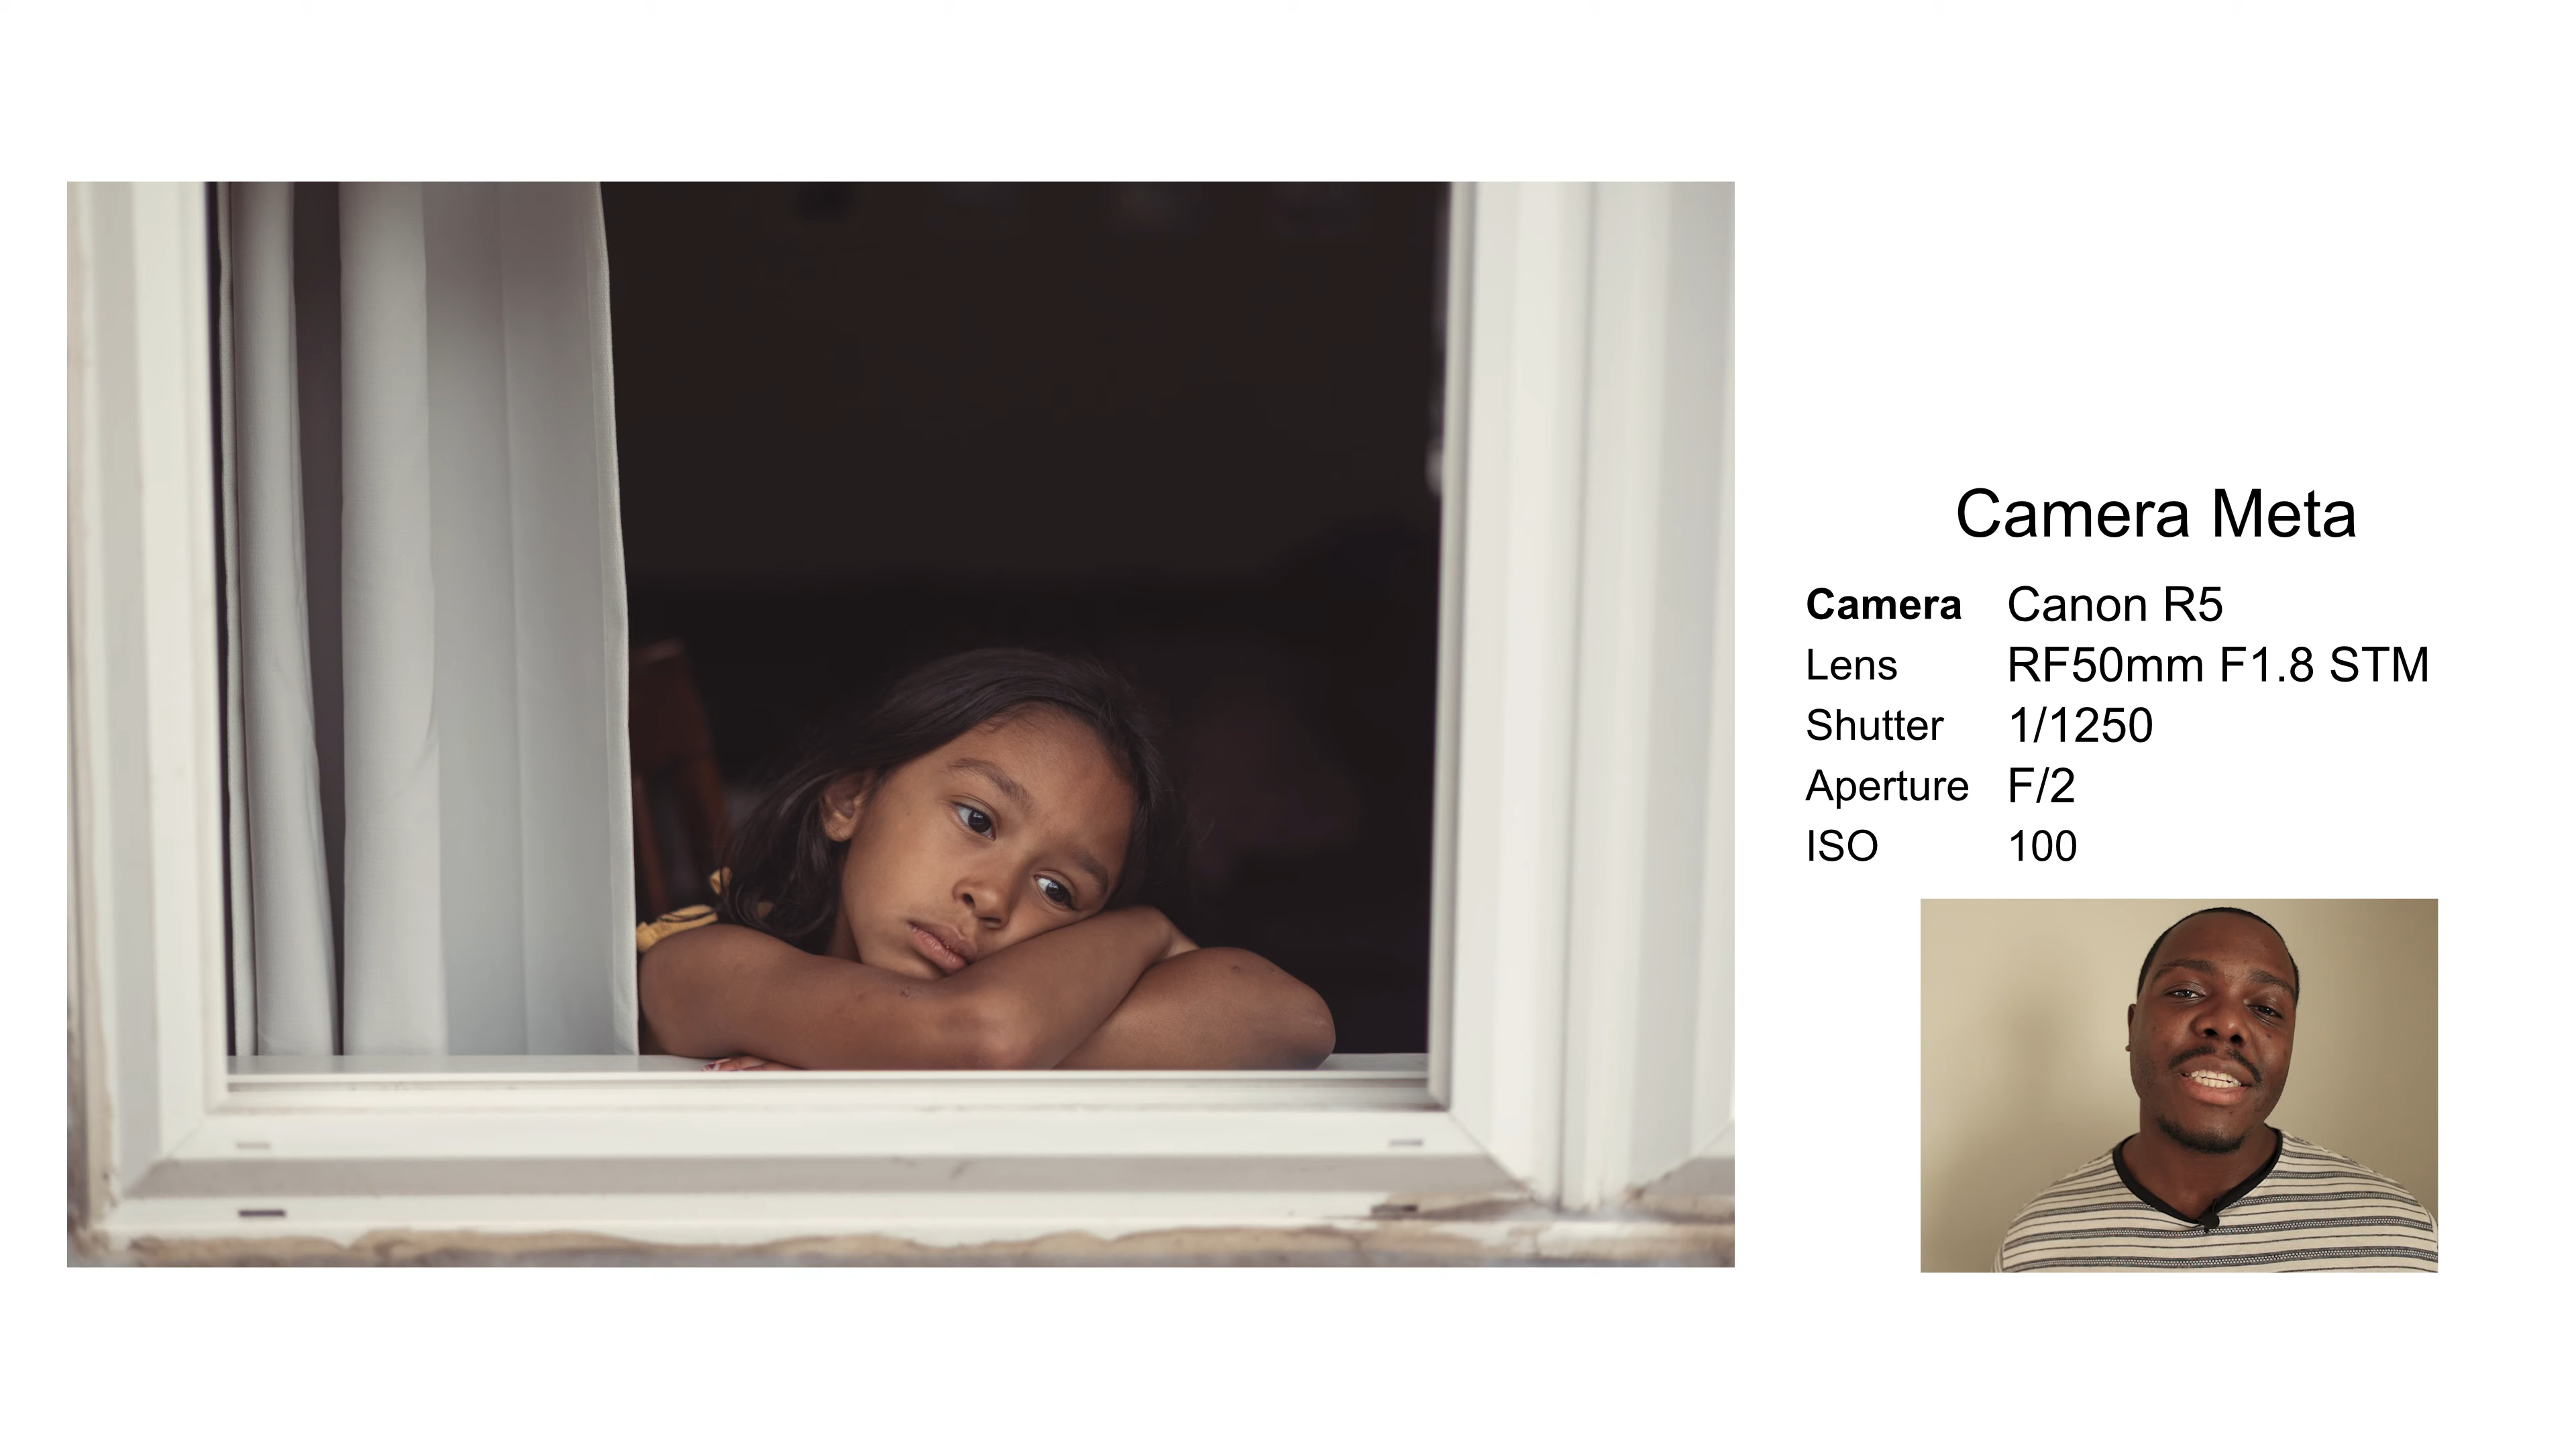 Camera Meta
Camera Canon R5
Lens RF50mm F1.8 STM
Shutter 1/1250
Aperture F/2
ISO 100